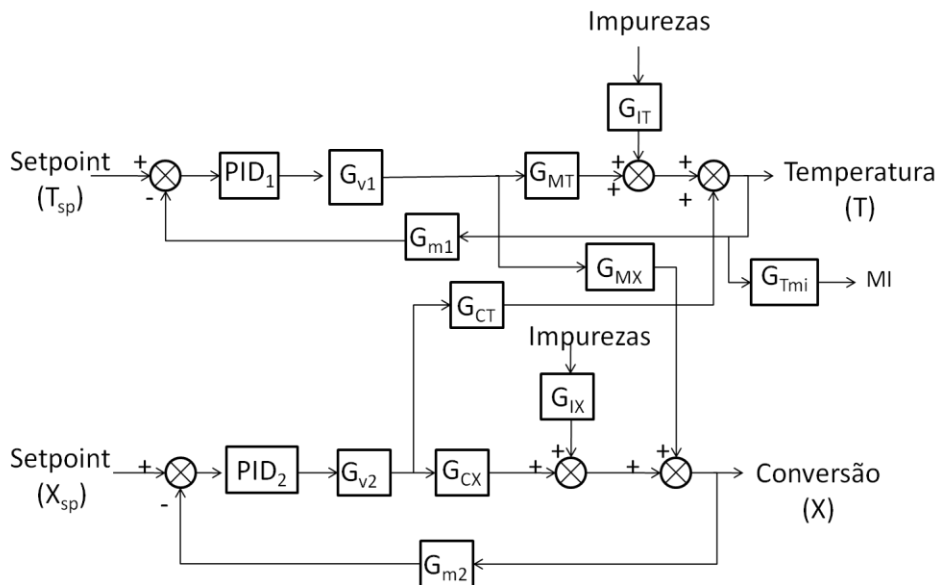 Impurezas
G_IT
Setpoint
(T_sp)
+
-
PID_1
G_v1
G_MT
+
+
+
+
Temperatura
(T)
G_m1
G_MX
G_Tmi
MI
G_CT
Impurezas
G_IX
Setpoint
(X_sp)
+
-
PID_2
G_v2
G_CX
+
+
+
+
Conversão
(X)
G_m2